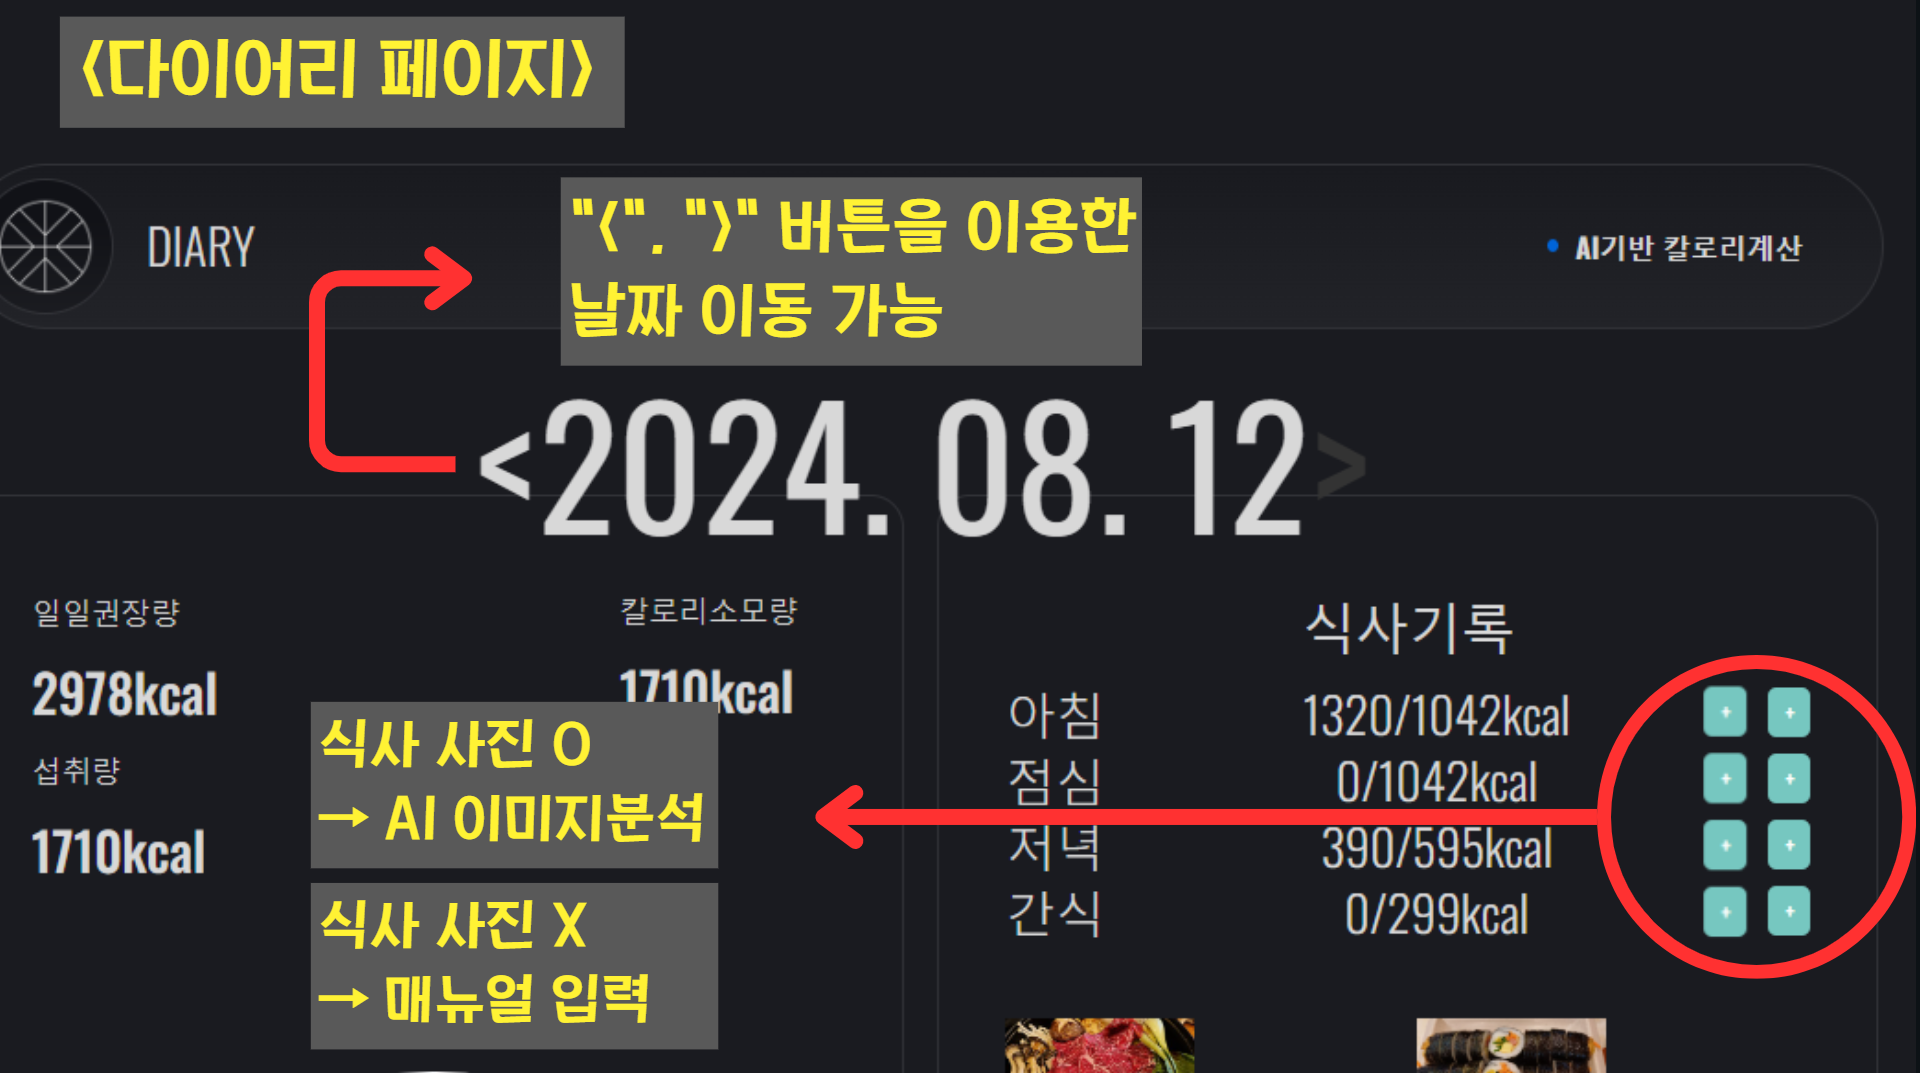 <다이어리 페이지>
DIARY
"<". ">" 버튼을 이용한
날짜 이동 가능
• AI기반 칼로리계산
<2024. 08. 12>
일일권장량
2978kcal
칼로리소모량
1710kcal
섭취량
1710kcal
식사 사진 O
→ AI 이미지분석
식사 사진 X
→ 매뉴얼 입력
식사기록
아침 1320/1042kcal + +
점심 0/1042kcal + +
저녁 390/595kcal + +
간식 0/299kcal + +